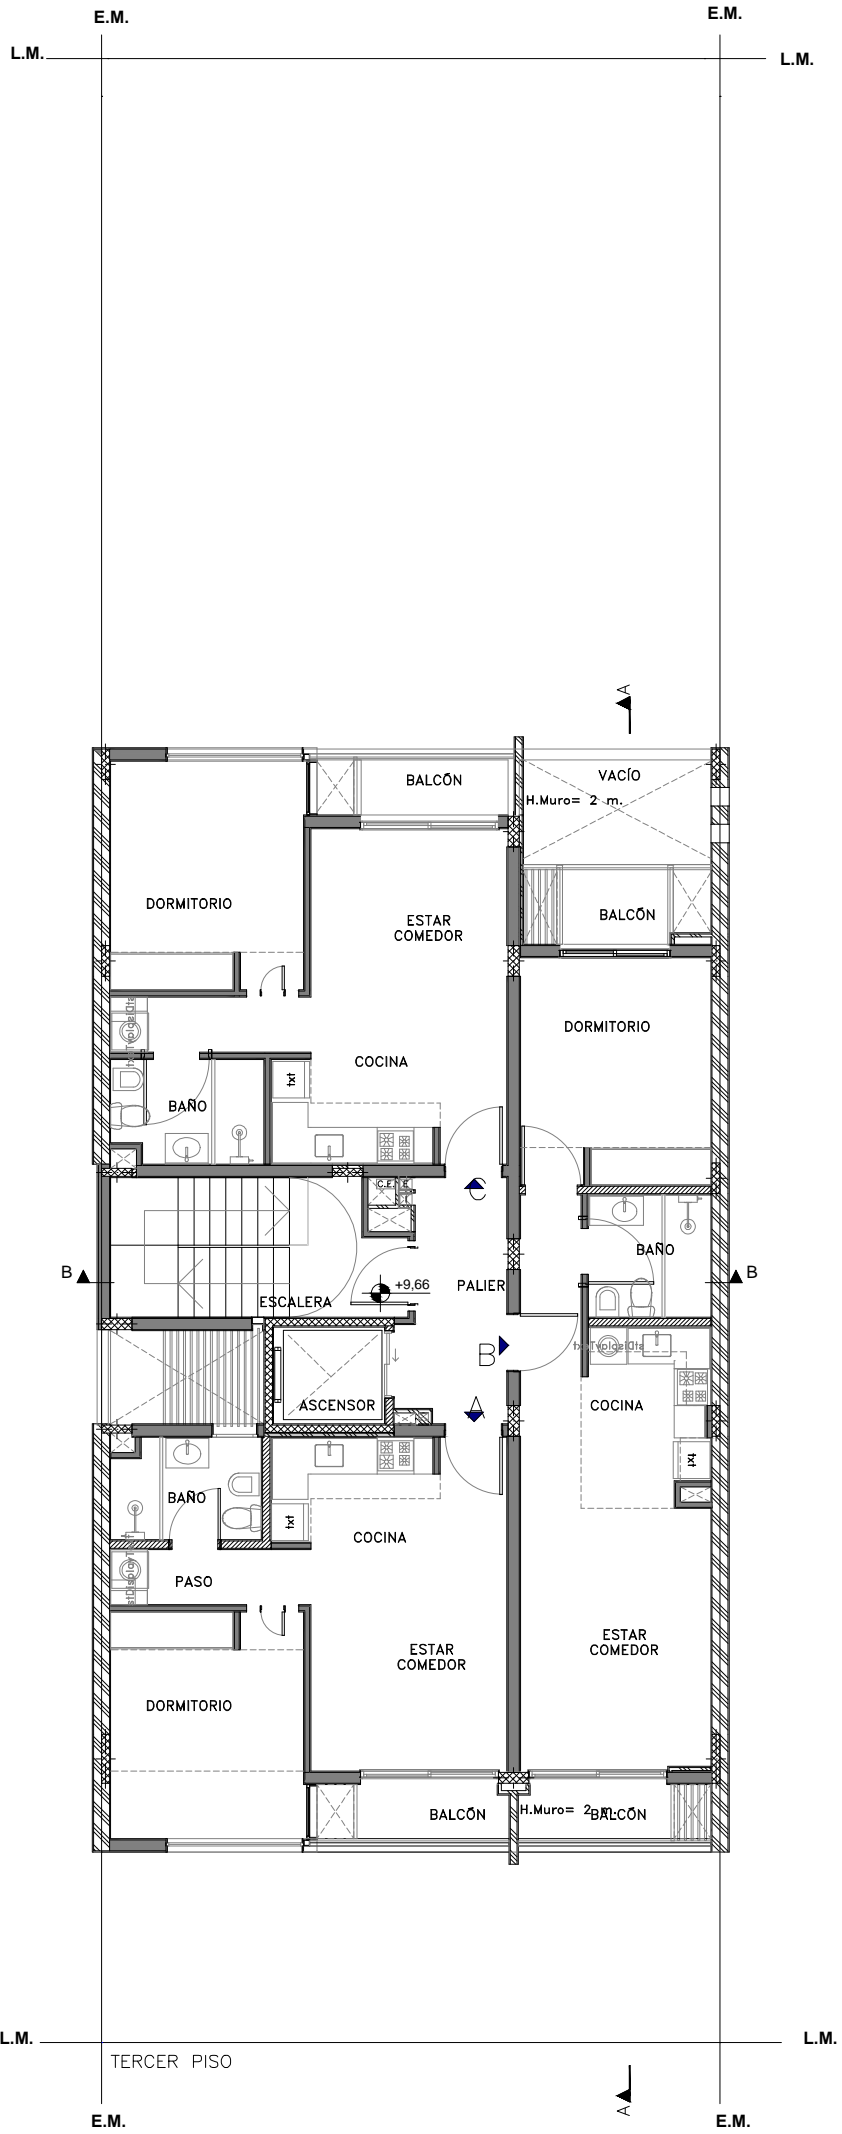 E.M.
E.M.
L.M.
L.M.
A
BALCÓN
VACÍO
H.Muro= 2 m.
DORMITORIO
ESTAR
COMEDOR
BALCÓN
DORMITORIO
COCINA
txt
BAÑO
C.E.
C
BAÑO
B
B
+9,66
PALIER
ESCALERA
B
ASCENSOR
A
COCINA
txt
BAÑO
txt
COCINA
PASO
ESTAR
COMEDOR
ESTAR
COMEDOR
DORMITORIO
BALCÓN
H.Muro= 2 m.
BALCÓN
L.M.
L.M.
TERCER PISO
A
E.M.
E.M.